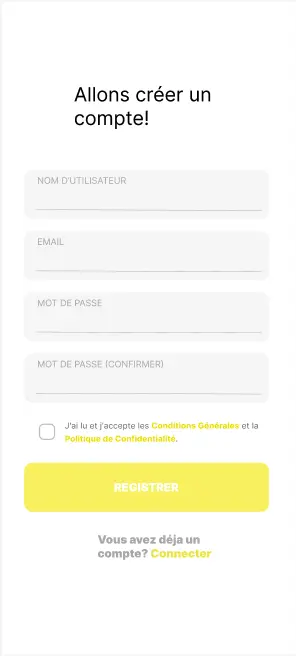 Allons créer un
compte!
NOM D'UTILISATEUR
EMAIL
MOT DE PASSE
MOT DE PASSE (CONFIRMER)
J'ai lu et j'accepte les Conditions Générales et la
Politique de Confidentialité.
REGISTRER
Vous avez déja un
compte? Connecter